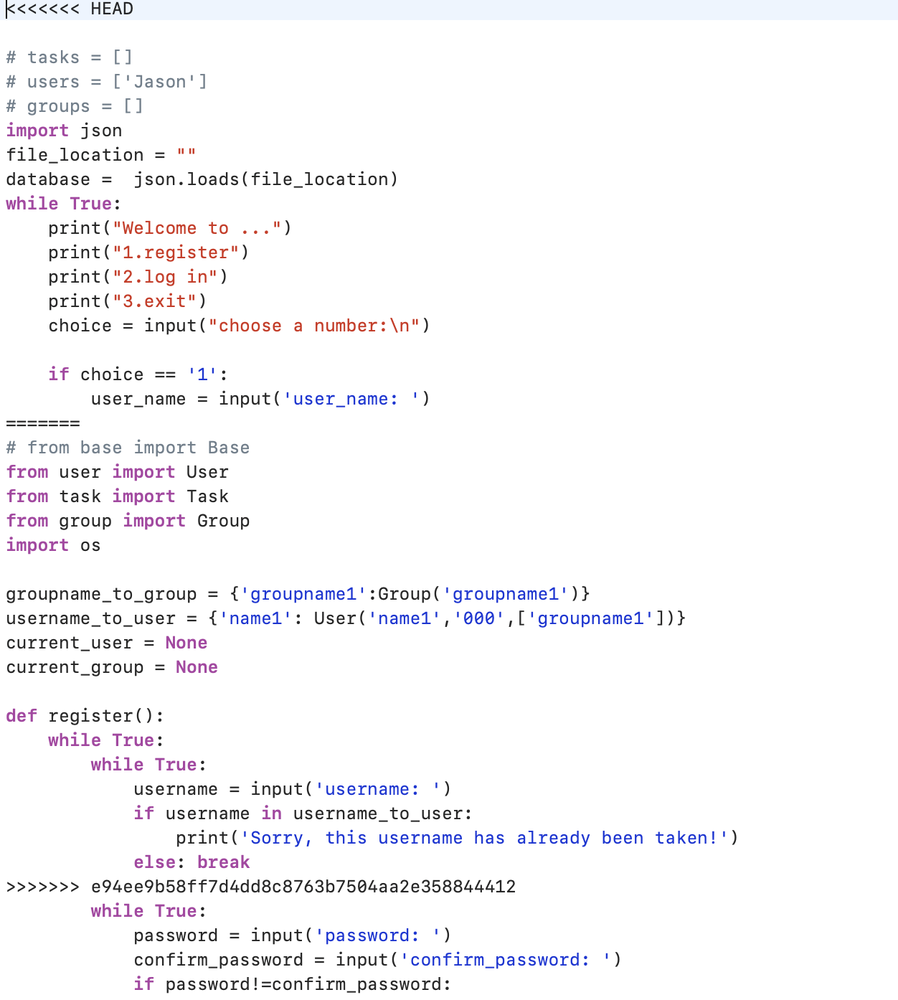 <<<<<<< HEAD
# tasks = []
# users = ['Jason']
# groups = []
import json
file_location = ""
database =  json.loads(file_location)
while True:
    print("Welcome to ...")
    print("1.register")
    print("2.log in")
    print("3.exit")
    choice = input("choose a number:\n")
    if choice == '1':
        user_name = input('user_name: ')
=======
# from base import Base
from user import User
from task import Task
from group import Group
import os
groupname_to_group = {'groupname1':Group('groupname1')}
username_to_user = {'name1': User('name1','000',['groupname1'])}
current_user = None
current_group = None
def register():
    while True:
        while True:
            username = input('username: ')
            if username in username_to_user:
                print('Sorry, this username has already been taken!')
            else: break
>>>>>>> e94ee9b58ff7d4dd8c8763b7504aa2e358844412
        while True:
            password = input('password: ')
            confirm_password = input('confirm_password: ')
            if password!=confirm_password: